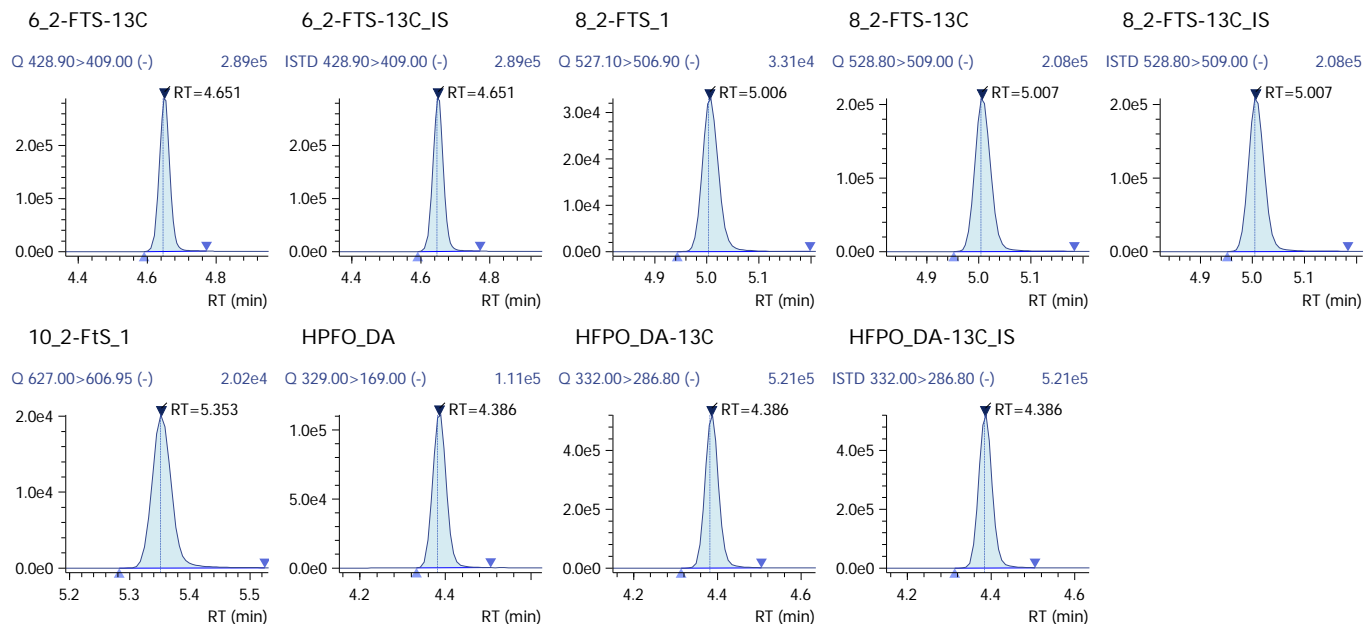 6_2-FTS-13C
Q 428.90>409.00 (-) 2.89e5
RT=4.651
2.0e5
1.0e5
0.0e0
4.4 4.6 4.8
RT (min)
6_2-FTS-13C_IS
ISTD 428.90>409.00 (-) 2.89e5
RT=4.651
2.0e5
1.0e5
0.0e0
4.4 4.6 4.8
RT (min)
8_2-FTS_1
Q 527.10>506.90 (-) 3.31e4
RT=5.006
3.0e4
2.0e4
1.0e4
0.0e0
4.9 5.0 5.1
RT (min)
8_2-FTS-13C
Q 528.80>509.00 (-) 2.08e5
RT=5.007
2.0e5
1.0e5
0.0e0
4.9 5.0 5.1
RT (min)
8_2-FTS-13C_IS
ISTD 528.80>509.00 (-) 2.08e5
RT=5.007
2.0e5
1.0e5
0.0e0
4.9 5.0 5.1
RT (min)
10_2-FtS_1
Q 627.00>606.95 (-) 2.02e4
RT=5.353
2.0e4
1.0e4
0.0e0
5.2 5.3 5.4 5.5
RT (min)
HPFO_DA
Q 329.00>169.00 (-) 1.11e5
RT=4.386
1.0e5
5.0e4
0.0e0
4.2 4.4
RT (min)
HFPO_DA-13C
Q 332.00>286.80 (-) 5.21e5
RT=4.386
4.0e5
2.0e5
0.0e0
4.2 4.4 4.6
RT (min)
HFPO_DA-13C_IS
ISTD 332.00>286.80 (-) 5.21e5
RT=4.386
4.0e5
2.0e5
0.0e0
4.2 4.4 4.6
RT (min)